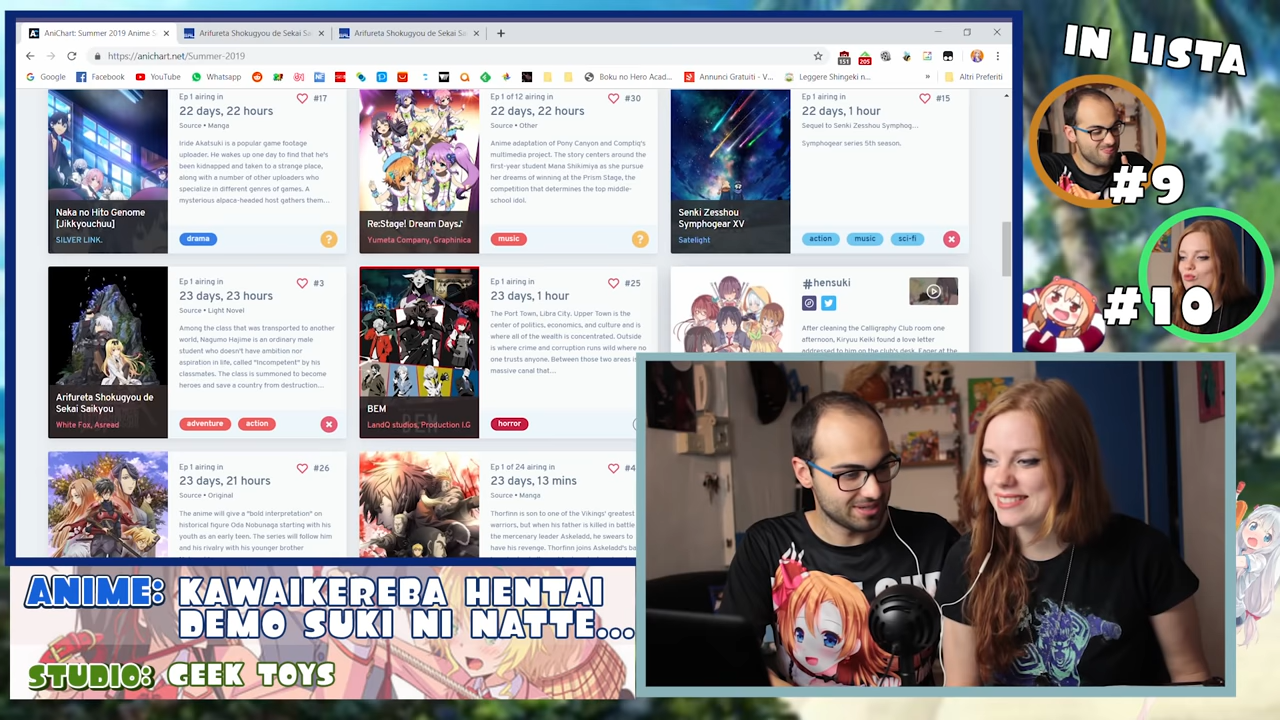 AniChart: Summer 2019 Anime S
Arifureta Shokugyou de Sekai Sa
Arifureta Shokugyou de Sekai Sa
https://anichart.net/Summer-2019
Google
Facebook
YouTube
Whatsapp
Boku no Hero Acad...
Annunci Gratuiti - V...
Leggere Shingeki n...
Altri Preferiti
Ep 1 airing in
#17
22 days, 22 hours
Source • Manga
Iride Akatsuki is a popular game footage
uploader. He wakes up one day to find that he's
been kidnapped and taken to a strange place,
along with a number of other uploaders who
specialize in different genres of games. A
mysterious alpaca-headed host gathers them...
Naka no Hito Genome
[Jikkyouchuu]
SILVER LINK.
drama
Ep 1 of 12 airing in
#30
22 days, 22 hours
Source • Other
Anime adaptation of Pony Canyon and Comptiq's
multimedia project. The story centers around the
first-year student Mana Shikimiya as she pursue
her dreams of winning at the Prism Stage, the
competition that determines the top middle-
school idol.
Re:Stage! Dream Days♪
Yumeta Company, Graphinica
music
Ep 1 airing in
#15
22 days, 1 hour
Sequel to Senki Zesshou Symphog...
Symphogear series 5th season.
Senki Zesshou
Symphogear XV
Satelight
action
music
sci-fi
Ep 1 airing in
#3
23 days, 23 hours
Source • Light Novel
Among the class that was transported to another
world, Nagumo Hajime is an ordinary male
student who doesn't have ambition nor
aspiration in life, called "Incompetent" by his
classmates. The class is summoned to become
heroes and save a country from destruction...
Arifureta Shokugyou de
Sekai Saikyou
White Fox, Asread
adventure
action
Ep 1 airing in
#25
23 days, 1 hour
The Port Town, Libra City. Upper Town is the
center of politics, economics, and culture and is
where all of the wealth is concentrated. Outside
is where crime and corruption runs wild where no
one trusts anyone. Between those two areas
massive canal that...
BEM
LandQ studios, Production I.G
horror
#hensuki
After cleaning the Calligraphy Club room one
afternoon, Kiryuu Keiki found a love letter
addressed to him on the club's desk. Eager at the
Ep 1 airing in
#26
23 days, 21 hours
Source • Original
The anime will give a "bold interpretation" on
historical figure Oda Nobunaga starting with his
youth as an early teen. The series will follow him
and his rivalry with his younger brother
Ep 1 of 24 airing in
#4
23 days, 13 mins
Source • Manga
Thorfinn is son to one of the Vikings' greatest
warriors, but when his father is killed in battle
the mercenary leader Askeladd, he swears to
have his revenge. Thorfinn joins Askeladd's ba
IN LISTA
#9
#10
ANIME: KAWAIKEREBA HENTAI
DEMO SUKI NI NATTE...
STUDIO: GEEK TOYS